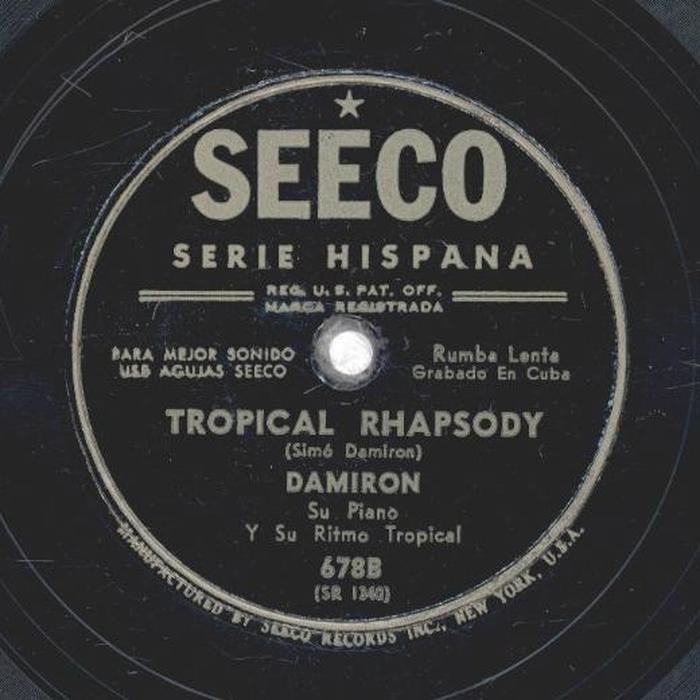 SEECO
SERIE HISPANA
REG. U. S. PAT. OFF.
MARCA REGISTRADA
PARA MEJOR SONIDO
USE AGUJAS SEECO
Rumba Lenta
Grabado En Cuba
TROPICAL RHAPSODY
(Simó Damiron)
DAMIRON
Su Piano
Y Su Ritmo Tropical
678B
(SR 1340)
MANUFACTURED BY SEECO RECORDS INC., NEW YORK, U.S.A.